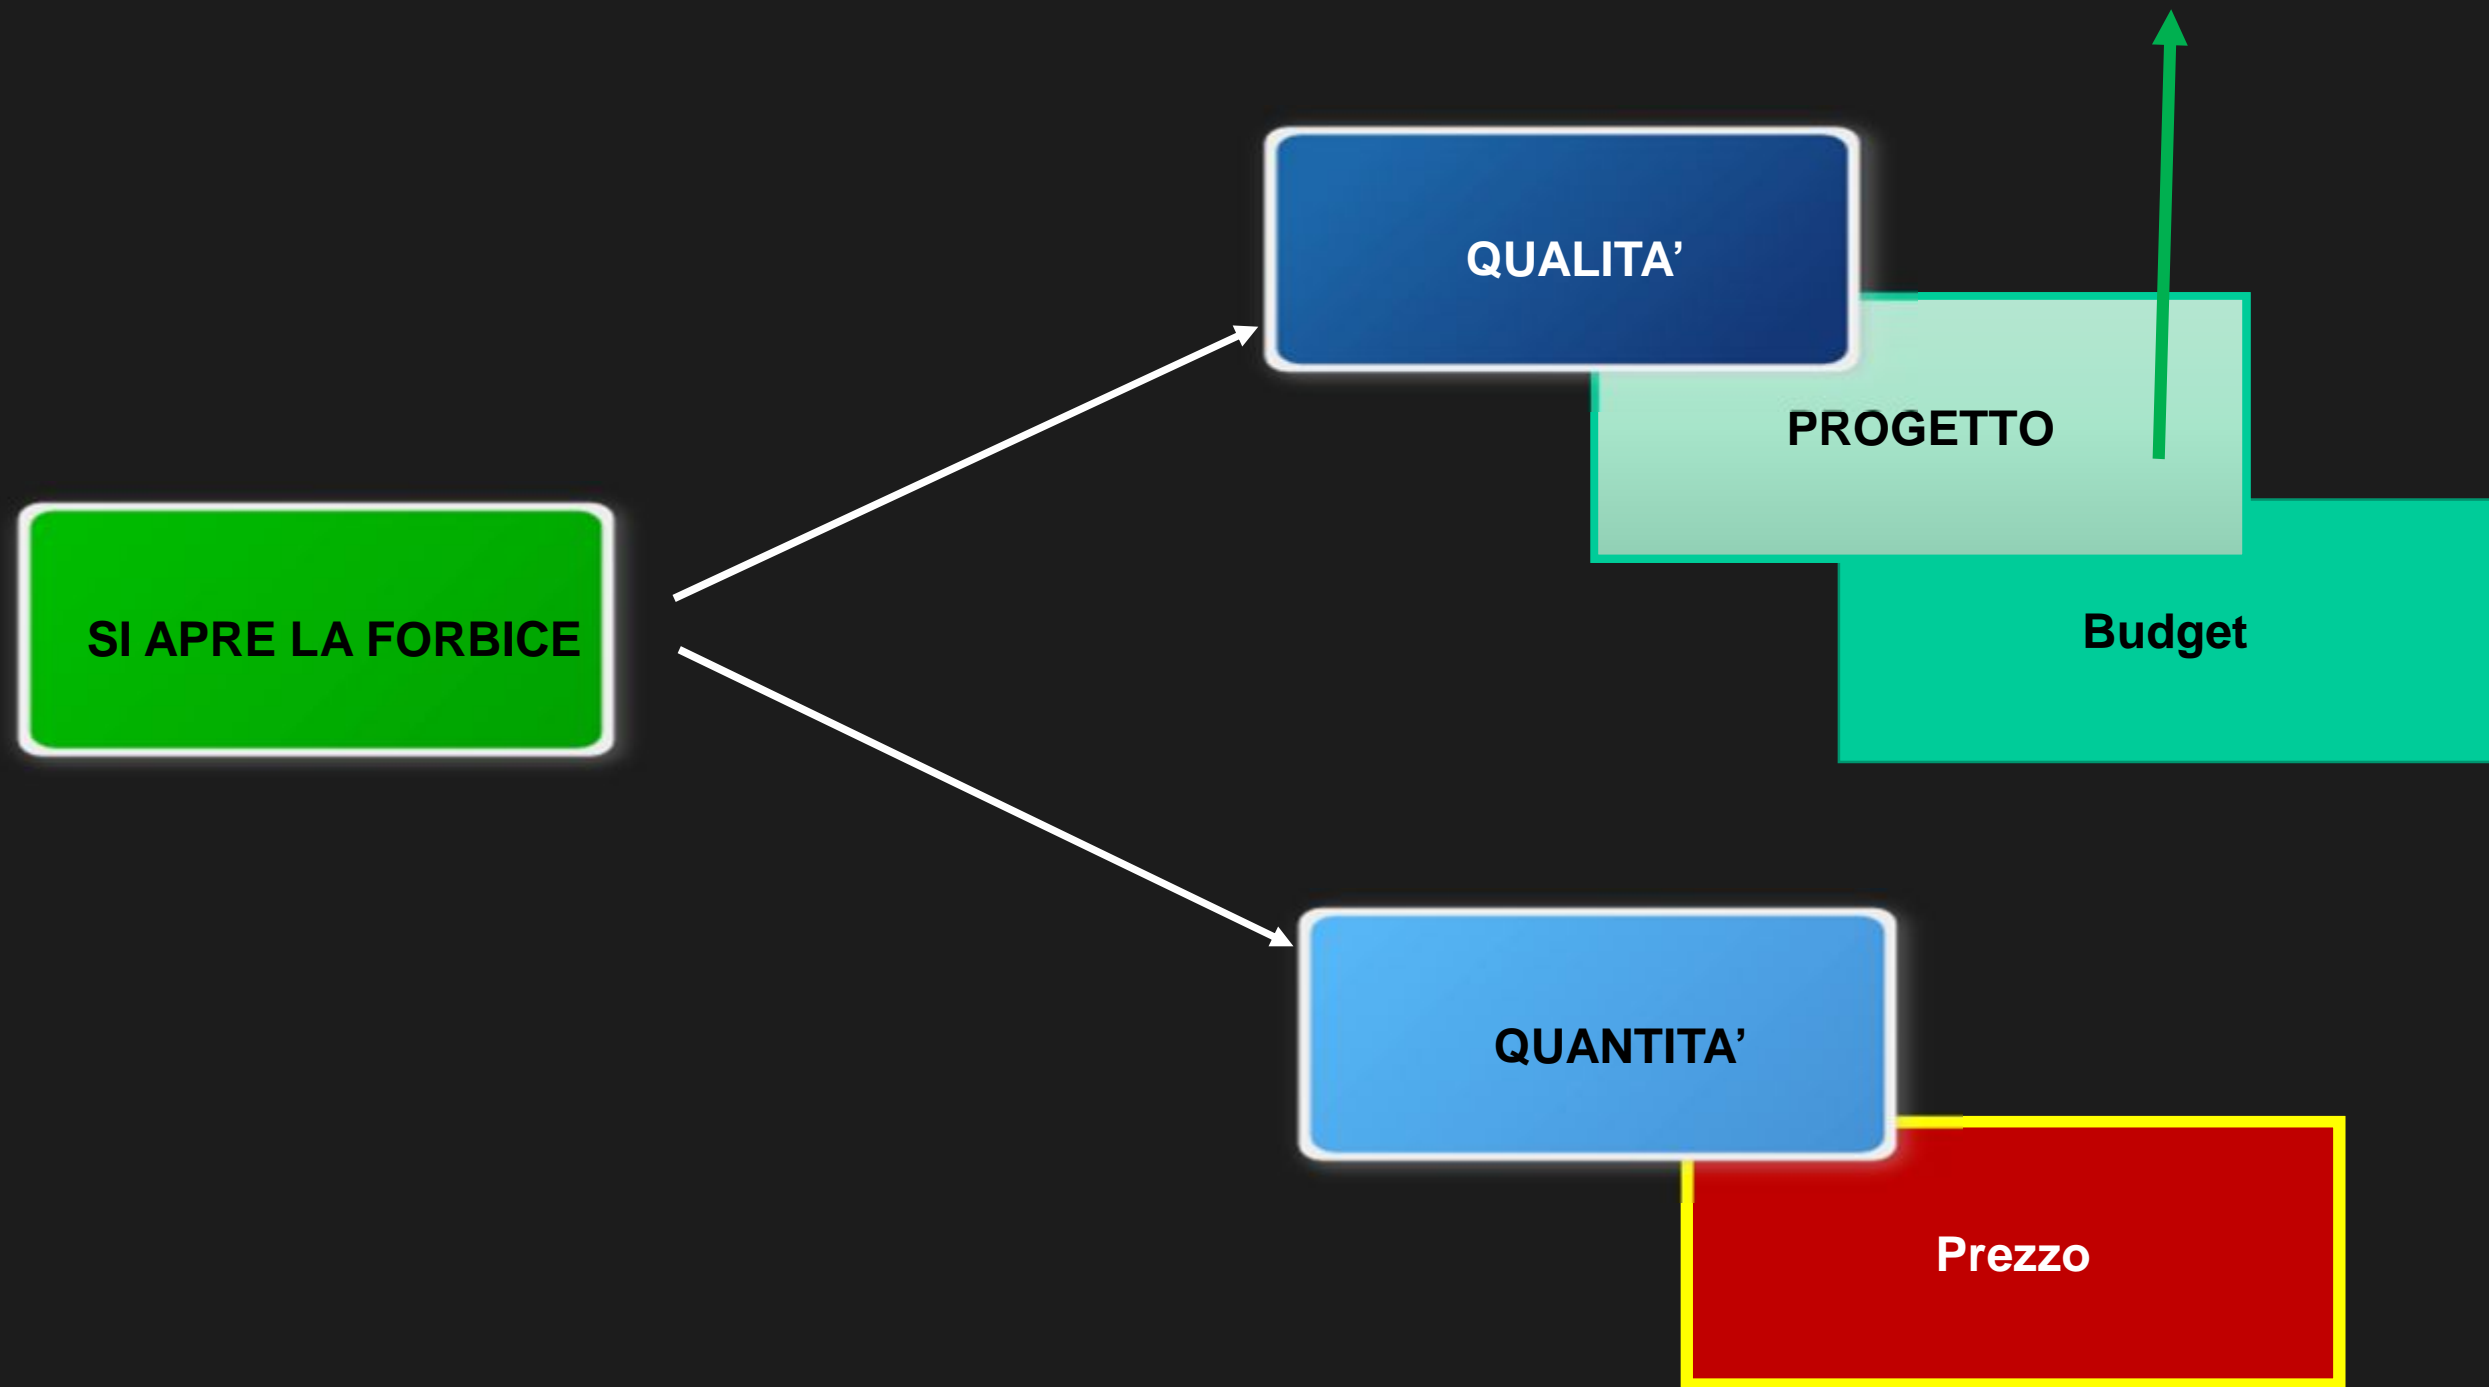 QUALITA’
PROGETTO
SI APRE LA FORBICE
Budget
QUANTITA’
Prezzo